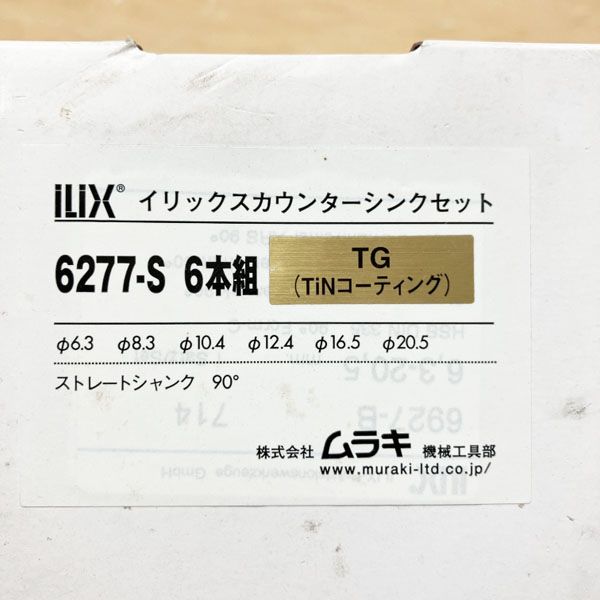 iLiX® イリックスカウンターシンクセット
6277-S 6本組 TG
(TiNコーティング)
φ6.3 φ8.3 φ10.4 φ12.4 φ16.5 φ20.5
ストレートシャンク 90°
株式会社 ムラキ 機械工具部
www.muraki-ltd.co.jp/